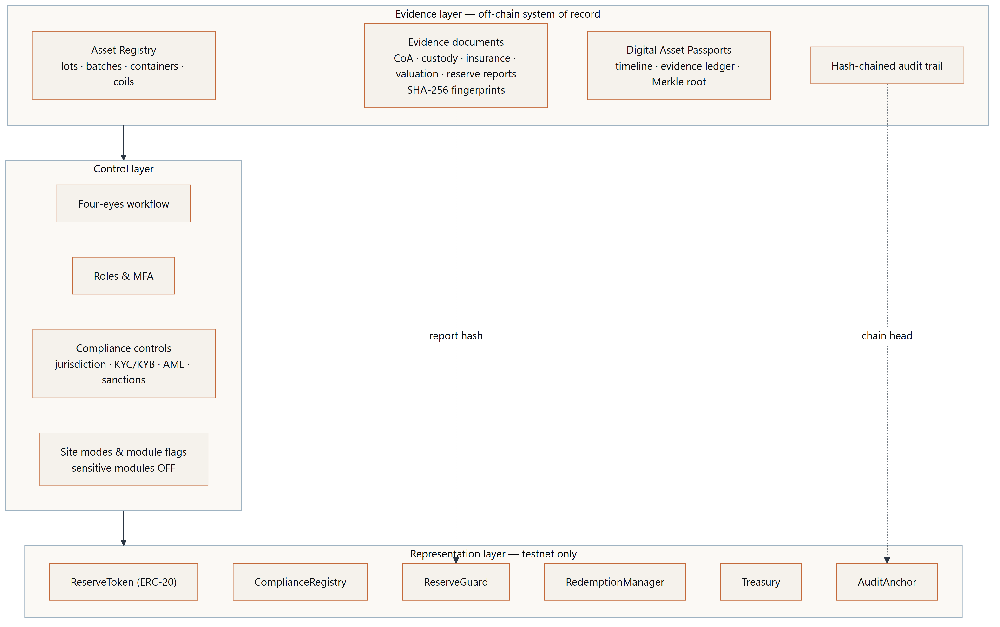 Evidence layer — off-chain system of record
Asset Registry
lots · batches · containers ·
coils
Evidence documents
CoA · custody · insurance ·
valuation · reserve reports
SHA-256 fingerprints
Digital Asset Passports
timeline · evidence ledger ·
Merkle root
Hash-chained audit trail
Control layer
Four-eyes workflow
Roles & MFA
Compliance controls
jurisdiction · KYC/KYB · AML ·
sanctions
Site modes & module flags
sensitive modules OFF
report hash
chain head
Representation layer — testnet only
ReserveToken (ERC-20)
ComplianceRegistry
ReserveGuard
RedemptionManager
Treasury
AuditAnchor